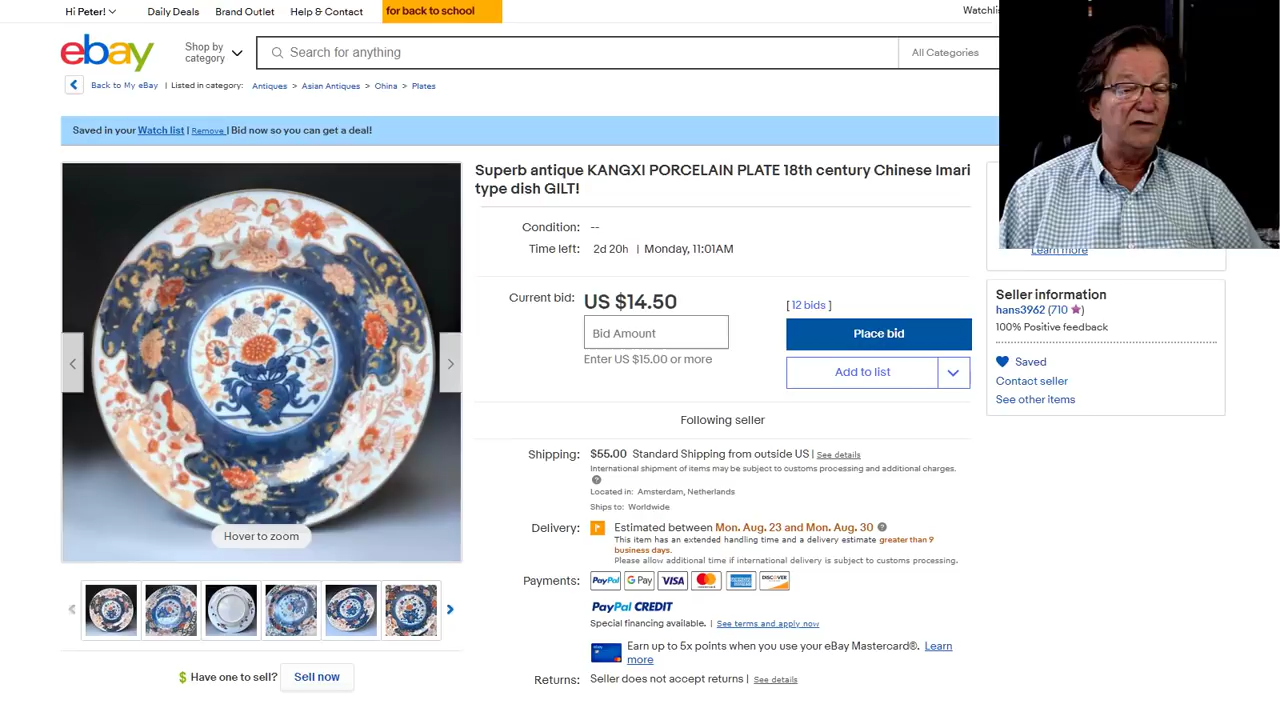 Hi Peter!
Daily Deals
Brand Outlet
Help & Contact
for back to school
Watchlis
ebay
Shop by
category
Search for anything
All Categories
Back to My eBay | Listed in category: Antiques > Asian Antiques > China > Plates
Saved in your Watch list | Remove | Bid now so you can get a deal!
Superb antique KANGXI PORCELAIN PLATE 18th century Chinese Imari
type dish GILT!
Condition: --
Time left: 2d 20h | Monday, 11:01AM
Current bid: US $14.50
[ 12 bids ]
Bid Amount
Place bid
Enter US $15.00 or more
Add to list
Following seller
Shipping: $55.00 Standard Shipping from outside US | See details
International shipment of items may be subject to customs processing and additional charges.
Located in: Amsterdam, Netherlands
Ships to: Worldwide
Delivery: Estimated between Mon. Aug. 23 and Mon. Aug. 30
This item has an extended handling time and a delivery estimate greater than 9
business days.
Please allow additional time if international delivery is subject to customs processing.
Payments: PayPal G Pay VISA DISCOVER
PayPal CREDIT
Special financing available. | See terms and apply now
Earn up to 5x points when you use your eBay Mastercard®. Learn
more
Returns: Seller does not accept returns | See details
Learn more
Seller information
hans3962 (710)
100% Positive feedback
Saved
Contact seller
See other items
Hover to zoom
$ Have one to sell? Sell now